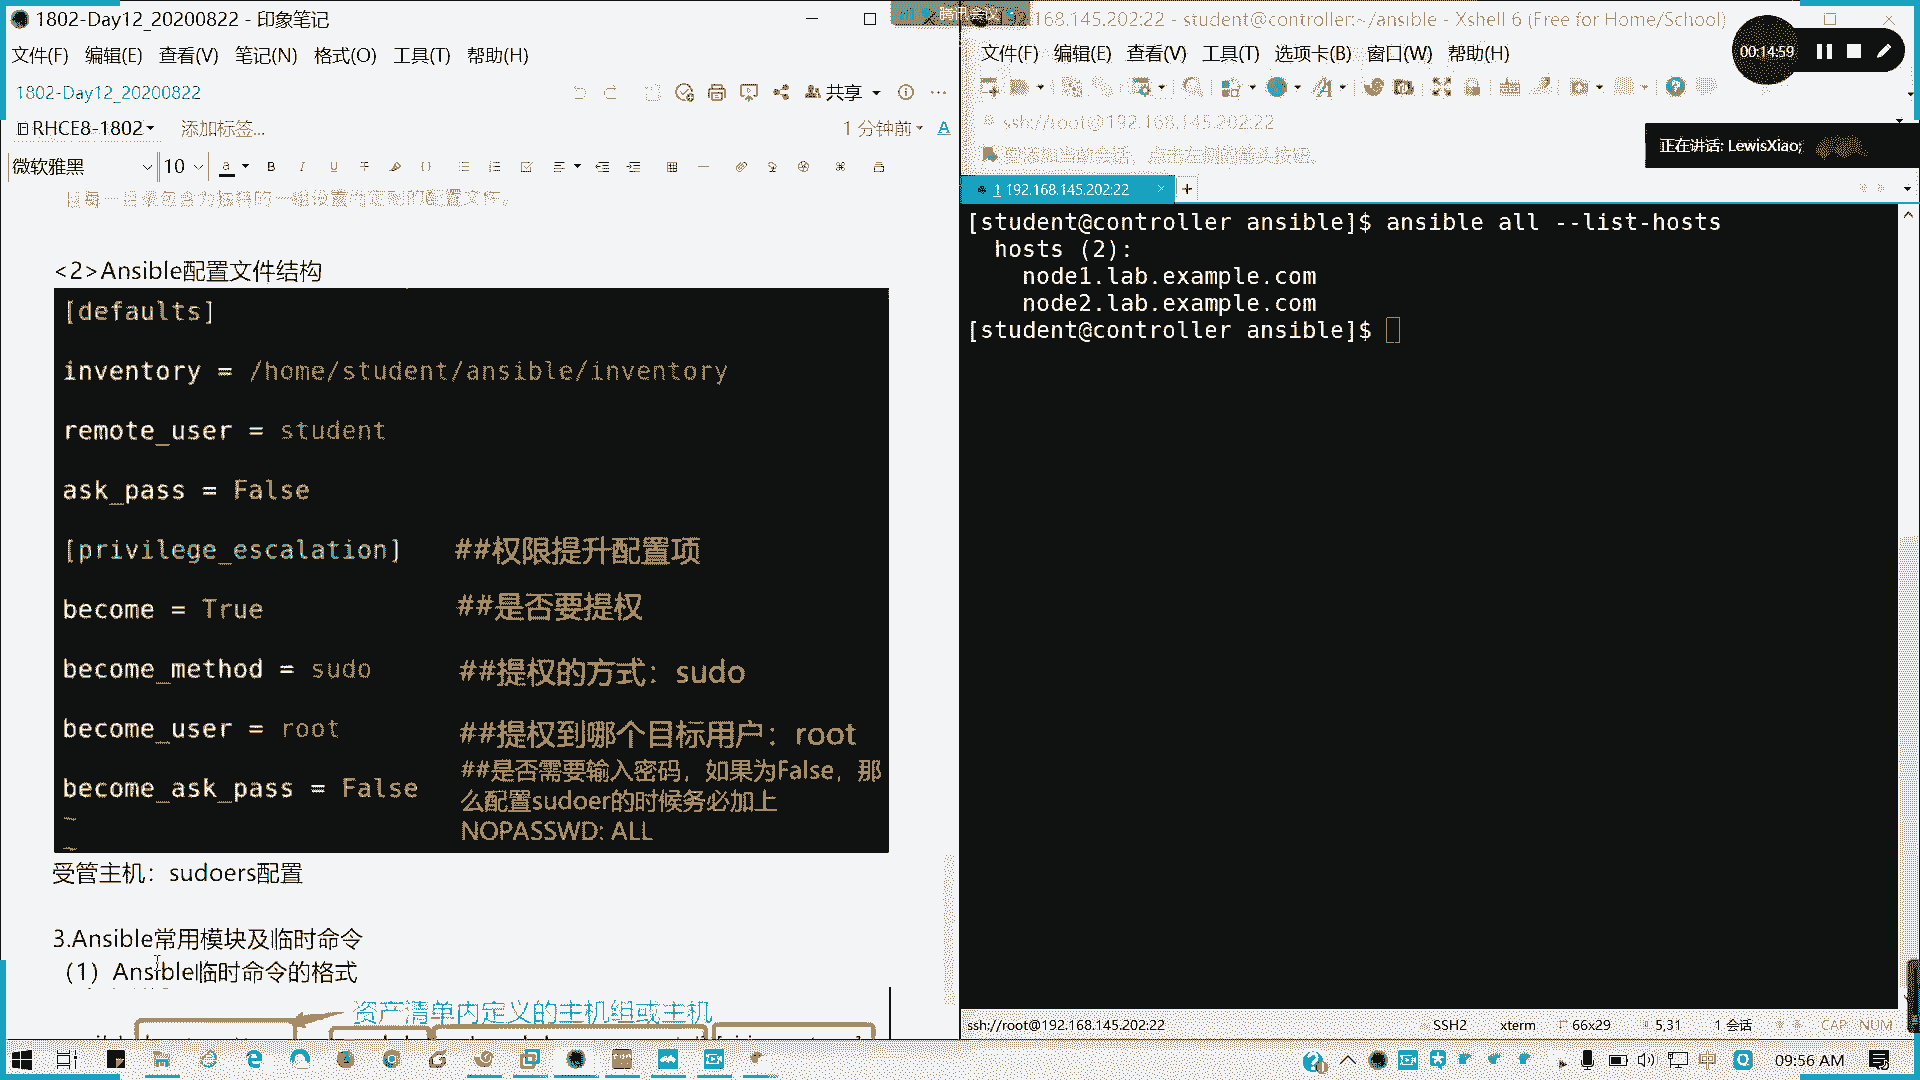 1802-Day12_20200822 - 印象笔记
文件(F) 编辑(E) 查看(V) 笔记(N) 格式(O) 工具(T) 帮助(H)
1802-Day12_20200822
共享
RHCE8-1802
添加标签...
1 分钟前
微软雅黑
10
<2>Ansible配置文件结构
[defaults]
inventory = /home/student/ansible/inventory
remote_user = student
ask_pass = False
[privilege_escalation] ##权限提升配置项
become = True ##是否要提权
become_method = sudo ##提权的方式：sudo
become_user = root ##提权到哪个目标用户：root
become_ask_pass = False ##是否需要输入密码，如果为False，那
么配置sudoer的时候务必加上
NOPASSWD: ALL
~
~
受管主机：sudoers配置
3.Ansible常用模块及临时命令
（1）Ansible临时命令的格式
资产清单内定义的主机组或主机
腾讯会议
168.145.202:22 - student@controller:~/ansible - Xshell 6 (Free for Home/School)
文件(F) 编辑(E) 查看(V) 工具(T) 选项卡(B) 窗口(W) 帮助(H)
00:14:59
ssh://root@192.168.145.202:22
正在讲话: LewisXiao;
要添加当前会话，点击左侧的箭头按钮。
1 192.168.145.202:22
[student@controller ansible]$ ansible all --list-hosts
hosts (2):
node1.lab.example.com
node2.lab.example.com
[student@controller ansible]$
ssh://root@192.168.145.202:22
SSH2
xterm
66x29
5,31
1 会话
CAP NUM
中
09:56 AM